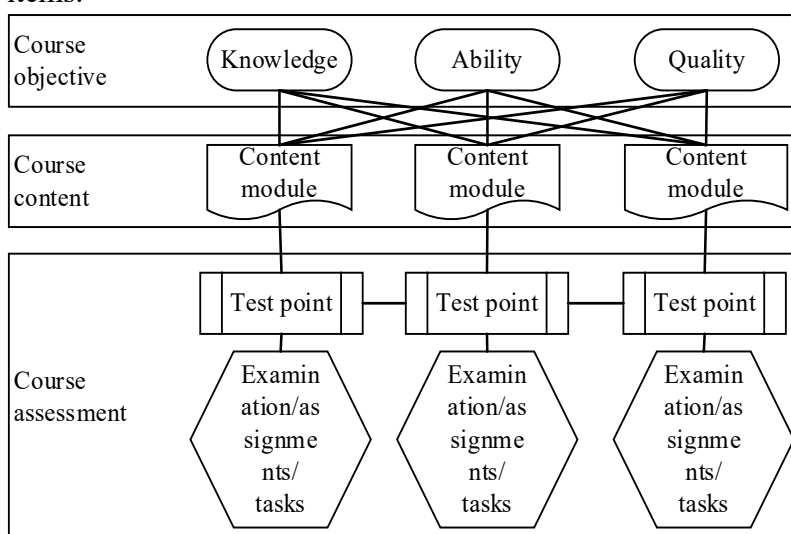 items.
Course
objective
Knowledge
Ability
Quality
Course
content
Content
module
Content
module
Content
module
Course
assessment
Test point
Test point
Test point
Examin
ation/as
signme
nts/
tasks
Examin
ation/as
signme
nts/
tasks
Examin
ation/as
signme
nts/
tasks